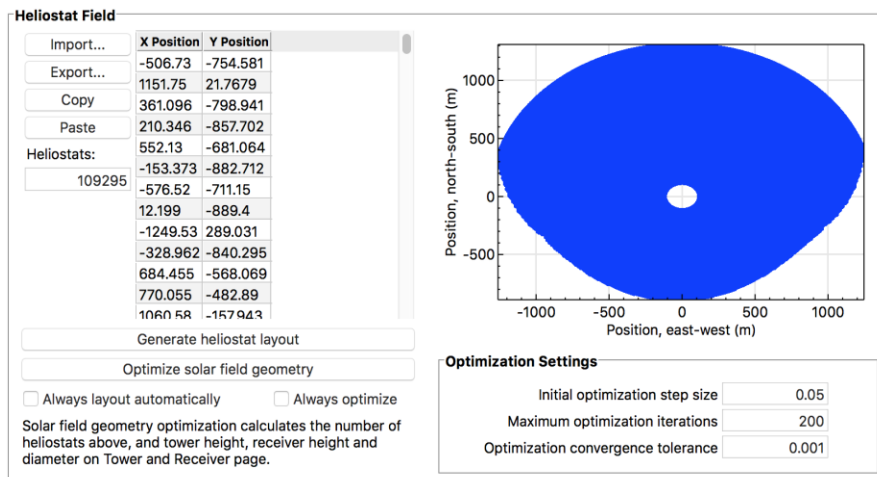 Heliostat Field
Import...
Export...
Copy
Paste
Heliostats:
109295
X Position Y Position
-506.73 -754.581
1151.75 21.7679
361.096 -798.941
210.346 -857.702
552.13 -681.064
-153.373 -882.712
-576.52 -711.15
12.199 -889.4
-1249.53 289.031
-328.962 -840.295
684.455 -568.069
770.055 -482.89
1060.58 -157.943
Generate heliostat layout
Optimize solar field geometry
Always layout automatically Always optimize
Solar field geometry optimization calculates the number of
heliostats above, and tower height, receiver height and
diameter on Tower and Receiver page.
Position, north-south (m)
1000
500
0
-500
-1000 -500 0 500 1000
Position, east-west (m)
Optimization Settings
Initial optimization step size 0.05
Maximum optimization iterations 200
Optimization convergence tolerance 0.001